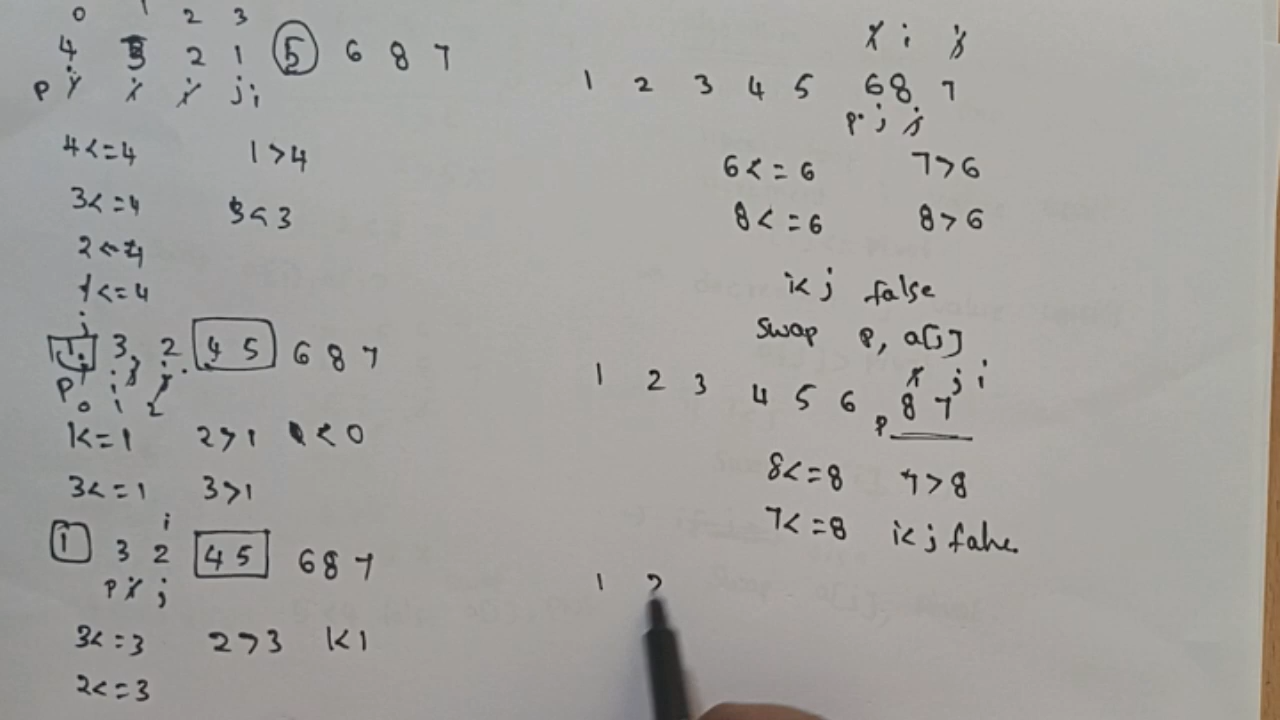 0 1 2 3
4 3 2 1 5 6 8 7
P j i
4<=4 1>4
3<=4 3<3
2<=4
1<=4
j
1 3 2 4 5 6 8 7
P i
0 1 2
1<=1 2>1 1<0
3<=1 3>1
i
1 3 2 4 5 6 8 7
P i j
3<=3 2>3 1<1
2<=3
i i j
1 2 3 4 5 6 8 7
P j j
6<=6 7>6
8<=6 8>6
i<j false
Swap P, a[j]
i j i
1 2 3 4 5 6 8 7
P
8<=8 7>8
7<=8 i<j false
1 2